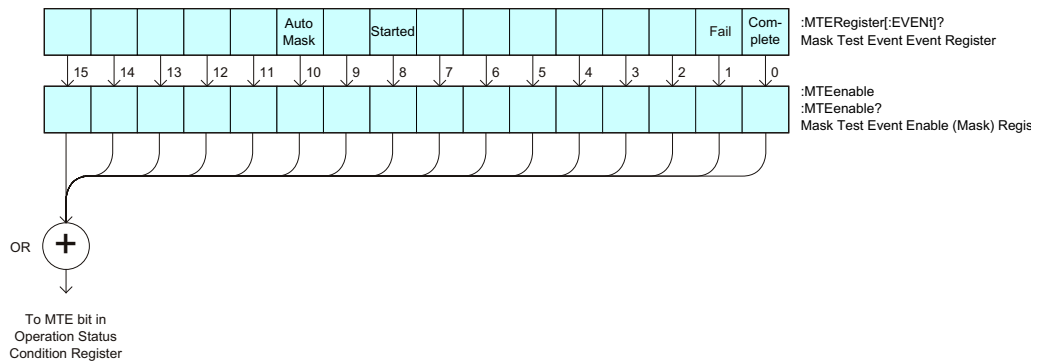 Auto
Mask
Started
Fail
Com-
plete
:MTERegister[:EVENt]?
Mask Test Event Event Register
15 14 13 12 11 10 9 8 7 6 5 4 3 2 1 0
:MTEenable
:MTEenable?
Mask Test Event Enable (Mask) Regis
OR
+
To MTE bit in
Operation Status
Condition Register